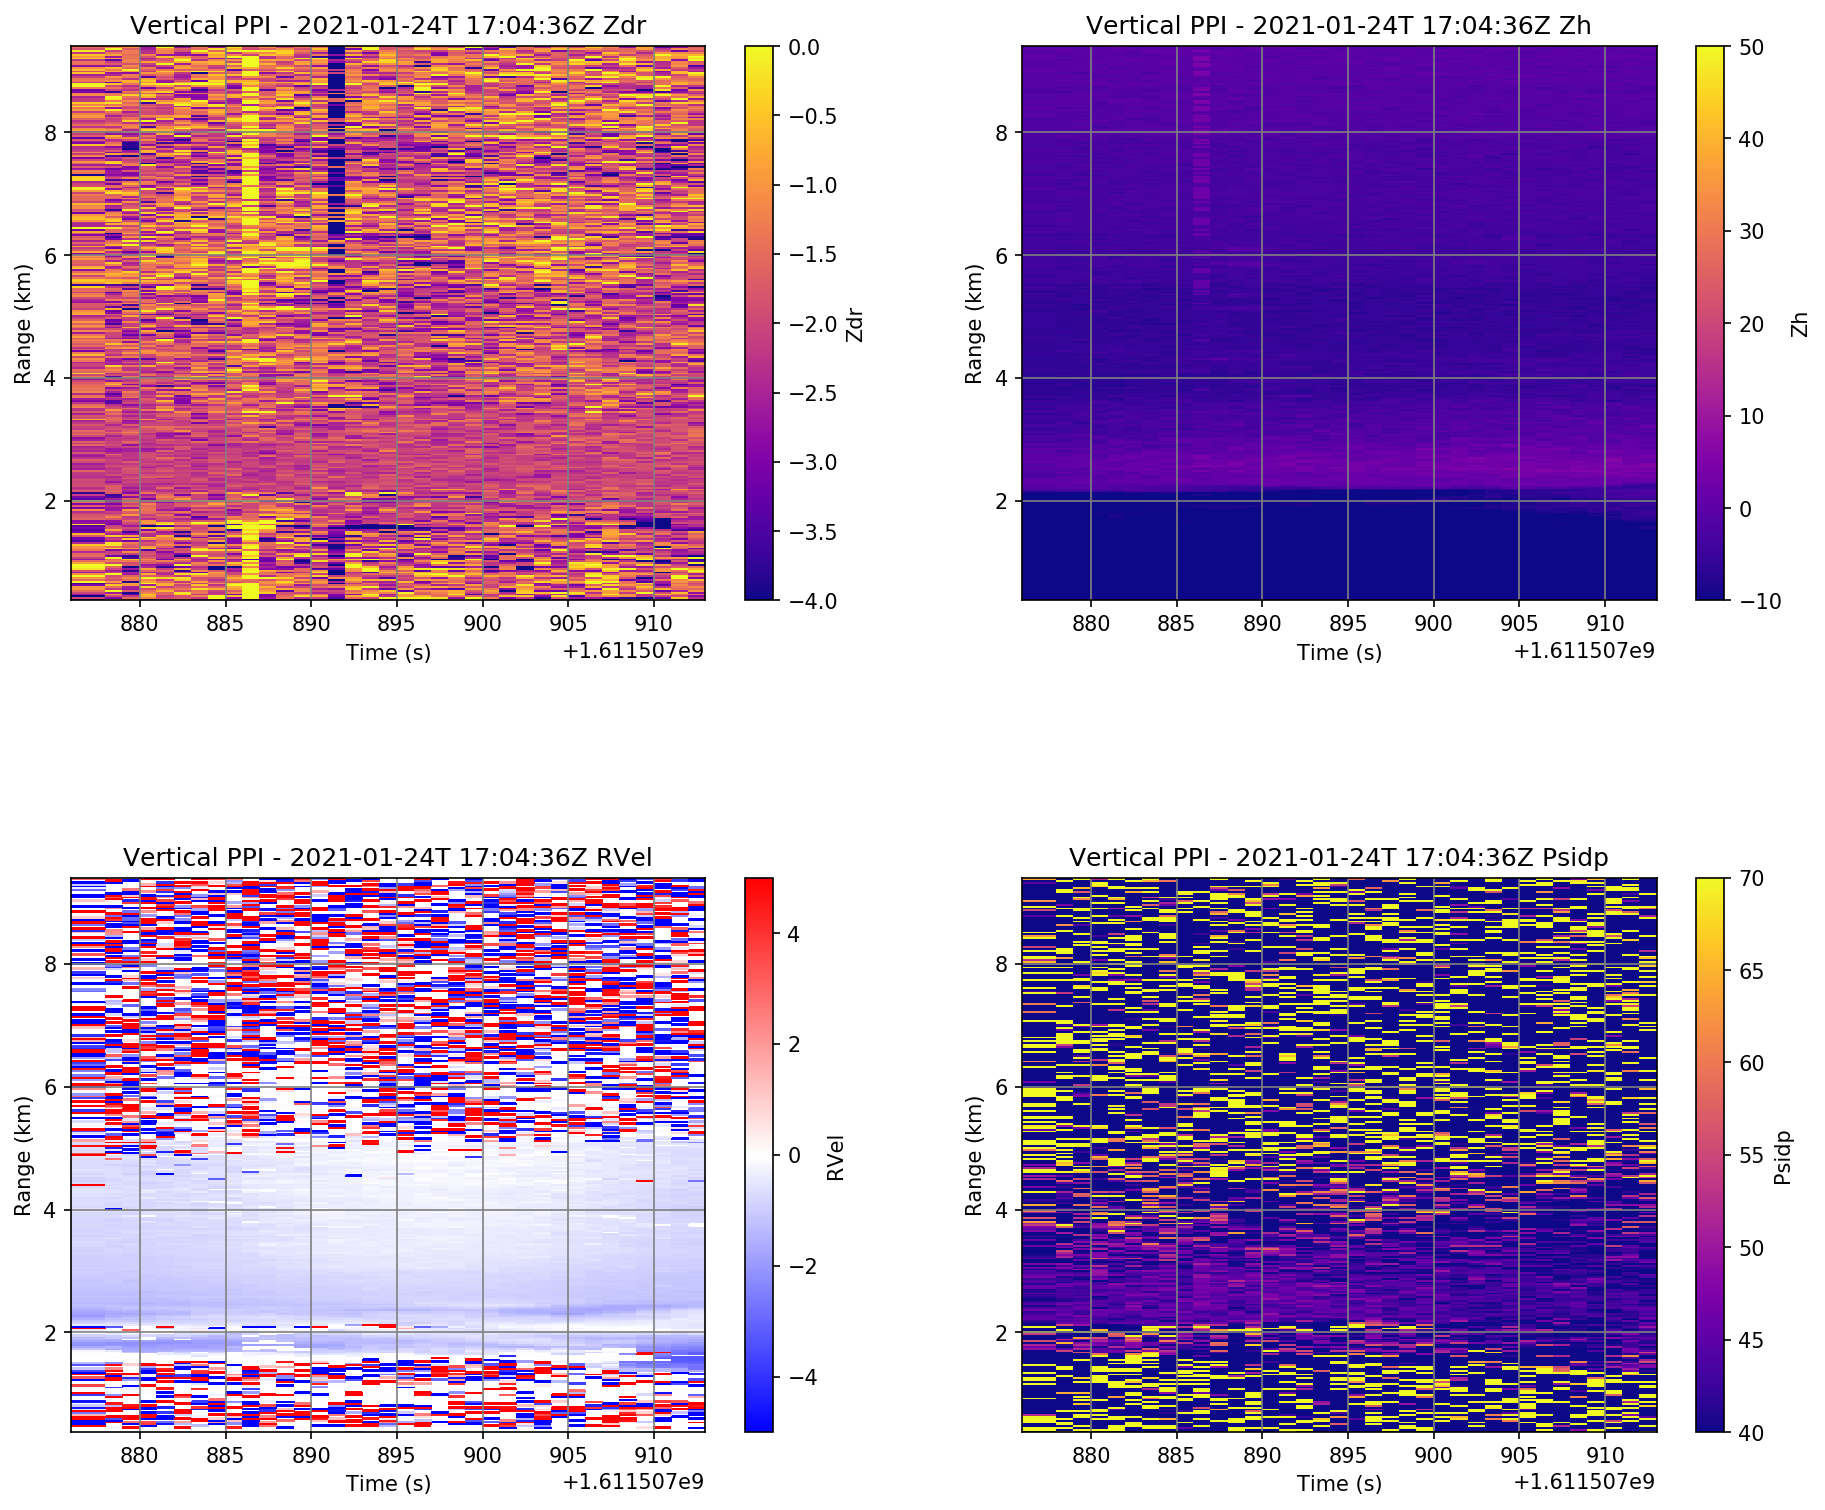 Vertical PPI - 2021-01-24T 17:04:36Z Zdr
Range (km)
8
6
4
2
880 885 890 895 900 905 910
Time (s)
+1.611507e9
0.0
−0.5
−1.0
−1.5
−2.0
−2.5
−3.0
−3.5
−4.0
Zdr
Vertical PPI - 2021-01-24T 17:04:36Z Zh
Range (km)
8
6
4
2
880 885 890 895 900 905 910
Time (s)
+1.611507e9
50
40
30
20
10
0
−10
Zh
Vertical PPI - 2021-01-24T 17:04:36Z RVel
Range (km)
8
6
4
2
880 885 890 895 900 905 910
Time (s)
+1.611507e9
4
2
0
−2
−4
RVel
Vertical PPI - 2021-01-24T 17:04:36Z Psidp
Range (km)
8
6
4
2
880 885 890 895 900 905 910
Time (s)
+1.611507e9
70
65
60
55
50
45
40
Psidp